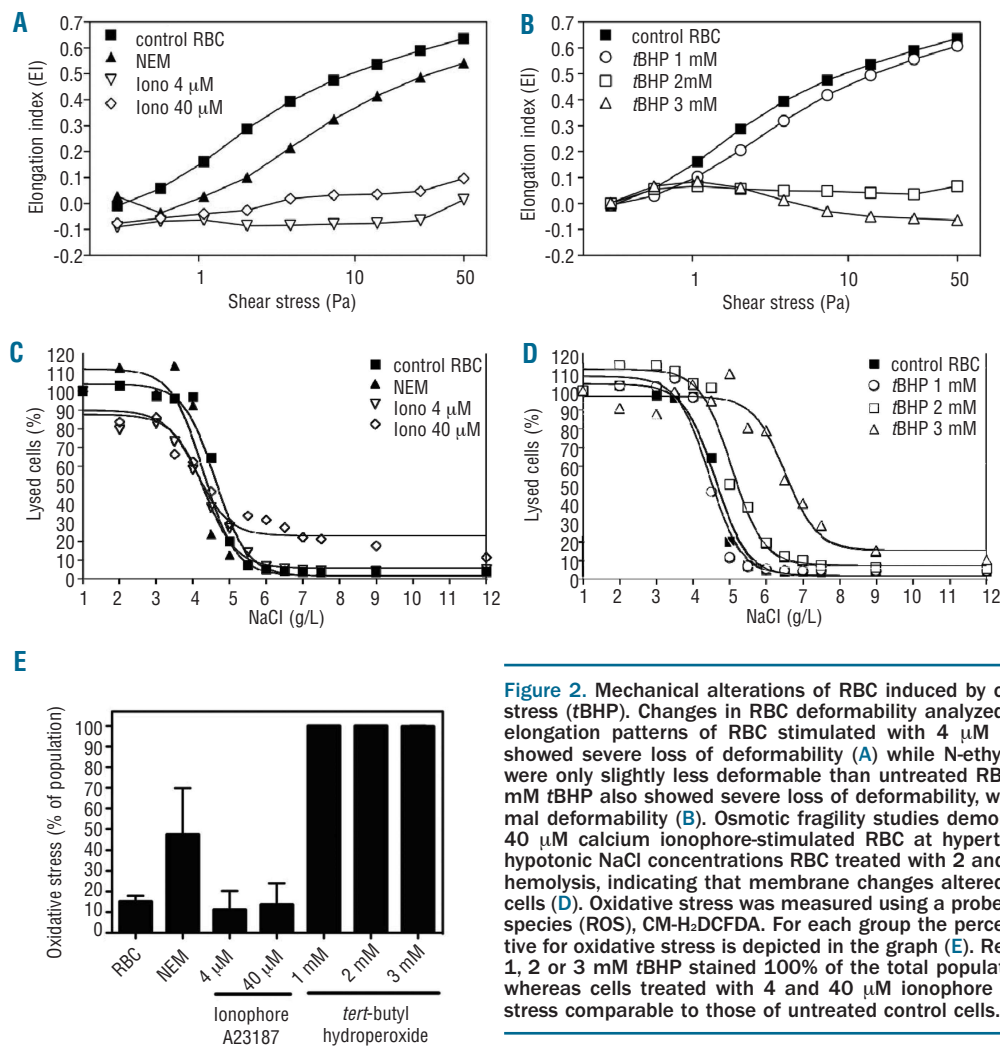 A
B
Elongation index (EI)
0.7
0.6
0.5
0.4
0.3
0.2
0.1
0.0
-0.1
-0.2
control RBC
NEM
Iono 4 μM
Iono 40 μM
1
10
50
Shear stress (Pa)
Elongation index (EI)
0.7
0.6
0.5
0.4
0.3
0.2
0.1
0.0
-0.1
-0.2
control RBC
tBHP 1 mM
tBHP 2mM
tBHP 3 mM
1
10
50
Shear stress (Pa)
C
D
Lysed cells (%)
120
110
100
90
80
70
60
50
40
30
20
10
0
control RBC
NEM
Iono 4 μM
Iono 40 μM
1 2 3 4 5 6 7 8 9 10 11 12
NaCl (g/L)
Lysed cells (%)
120
110
100
90
80
70
60
50
40
30
20
10
0
control RBC
tBHP 1 mM
tBHP 2 mM
tBHP 3 mM
1 2 3 4 5 6 7 8 9 10 11 12
NaCl (g/L)
E
Oxidative stress (% of population)
100
90
80
70
60
50
40
30
20
10
0
RBC
NEM
4 μM
40 μM
1 mM
2 mM
3 mM
Ionophore
A23187
tert-butyl
hydroperoxide
Figure 2. Mechanical alterations of RBC induced by
stress (tBHP). Changes in RBC deformability analyzed
elongation patterns of RBC stimulated with 4 μM
showed severe loss of deformability (A) while N-ethy
were only slightly less deformable than untreated RB
mM tBHP also showed severe loss of deformability, w
mal deformability (B). Osmotic fragility studies demo
40 μM calcium ionophore-stimulated RBC at hypert
hypotonic NaCl concentrations RBC treated with 2 and
hemolysis, indicating that membrane changes altered
cells (D). Oxidative stress was measured using a probe
species (ROS), CM-H₂DCFDA. For each group the perce
tive for oxidative stress is depicted in the graph (E). Re
1, 2 or 3 mM tBHP stained 100% of the total populat
whereas cells treated with 4 and 40 μM ionophore
stress comparable to those of untreated control cells.